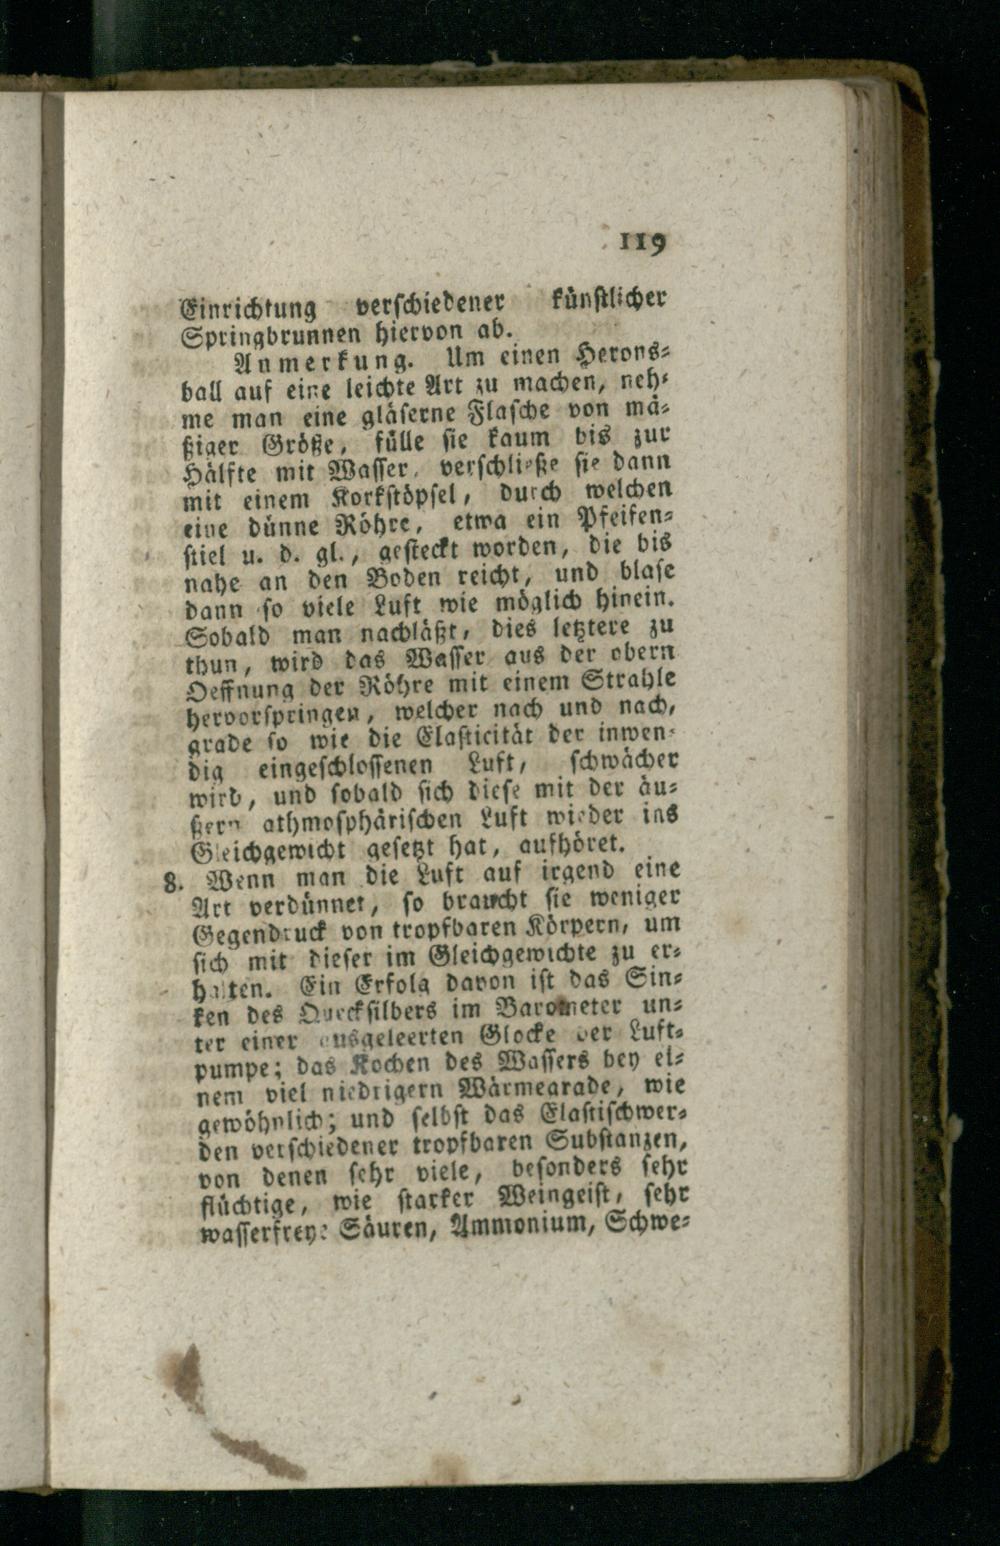 119
Einrichtung verschiedener künstlicher
Springbrunnen hiervon ab.
Anmerkung. Um einen Herons-
ball auf eine leichte Art zu machen, neh-
me man eine gläserne Flasche von mä-
ßiger Größe, fülle sie kaum bis zur
Hälfte mit Wasser, verschließe sie dann
mit einem Korkstöpsel, durch welchen
eine dünne Röhre, etwa ein Pfeifen-
stiel u. d. gl., gesteckt worden, die bis
nahe an den Boden reicht, und blase
dann so viele Luft wie möglich hinein.
Sobald man nachläßt, dies letztere zu
thun, wird das Wasser aus der obern
Oeffnung der Röhre mit einem Strahle
hervorspringen, welcher nach und nach,
grade so wie die Elasticität der inwen-
dig eingeschlossenen Luft, schwächer
wird, und sobald sich diese mit der äu-
ßern athmosphärischen Luft wieder ins
Gleichgewicht gesetzt hat, aufhöret.
8. Wenn man die Luft auf irgend eine
Art verdünnet, so braucht sie weniger
Gegendruck von tropfbaren Körpern, um
sich mit dieser im Gleichgewichte zu er-
halten. Ein Erfolg davon ist das Sin-
ken des Quecksilbers im Barometer un-
ter einer ausgeleerten Glocke der Luft-
pumpe; das Kochen des Wassers bey ei-
nem viel niedrigern Wärmegrade, wie
gewöhnlich; und selbst das Elastischwer-
den verschiedener tropfbaren Substanzen,
von denen sehr viele, besonders sehr
flüchtige, wie starker Weingeist, sehr
wasserfreye Säuren, Ammonium, Schwe-